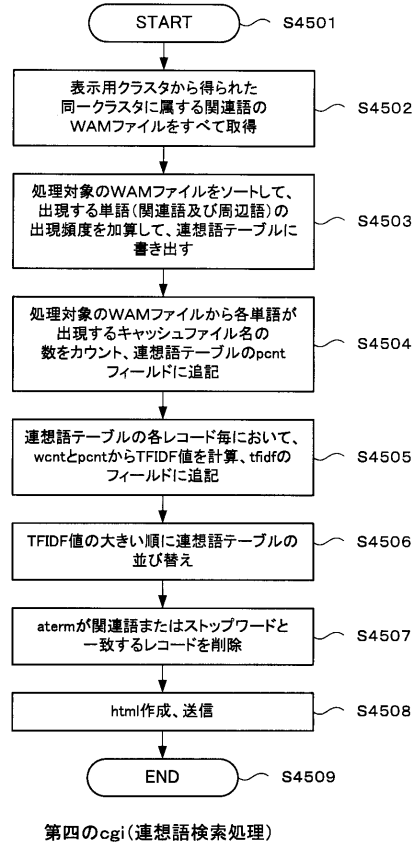 START
S4501
表示用クラスタから得られた
同一クラスタに属する関連語の
WAMファイルをすべて取得
S4502
処理対象のWAMファイルをソートして、
出現する単語(関連語及び周辺語)の
出現頻度を加算して、連想語テーブルに
書き出す
S4503
処理対象のWAMファイルから各単語が
出現するキャッシュファイル名の
数をカウント、連想語テーブルのpcnt
フィールドに追記
S4504
連想語テーブルの各レコード毎において、
wcntとpcntからTFIDF値を計算、tfidfの
フィールドに追記
S4505
TFIDF値の大きい順に連想語テーブルの
並び替え
S4506
atermが関連語またはストップワードと
一致するレコードを削除
S4507
html作成、送信
S4508
END
S4509
第四のcgi(連想語検索処理)